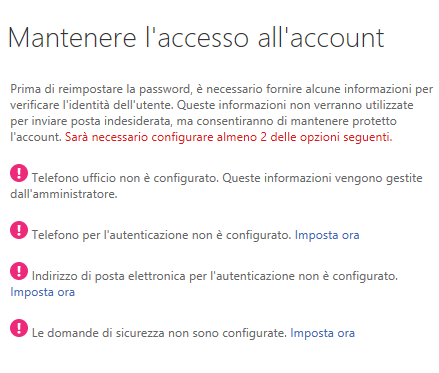 Mantenere l'accesso all'account
Prima di reimpostare la password, è necessario fornire alcune informazioni per
verificare l'identità dell'utente. Queste informazioni non verranno utilizzate
per inviare posta indesiderata, ma consentiranno di mantenere protetto
l'account. Sarà necessario configurare almeno 2 delle opzioni seguenti.
! Telefono ufficio non è configurato. Queste informazioni vengono gestite
dall'amministratore.
! Telefono per l'autenticazione non è configurato. Imposta ora
! Indirizzo di posta elettronica per l'autenticazione non è configurato.
Imposta ora
! Le domande di sicurezza non sono configurate. Imposta ora